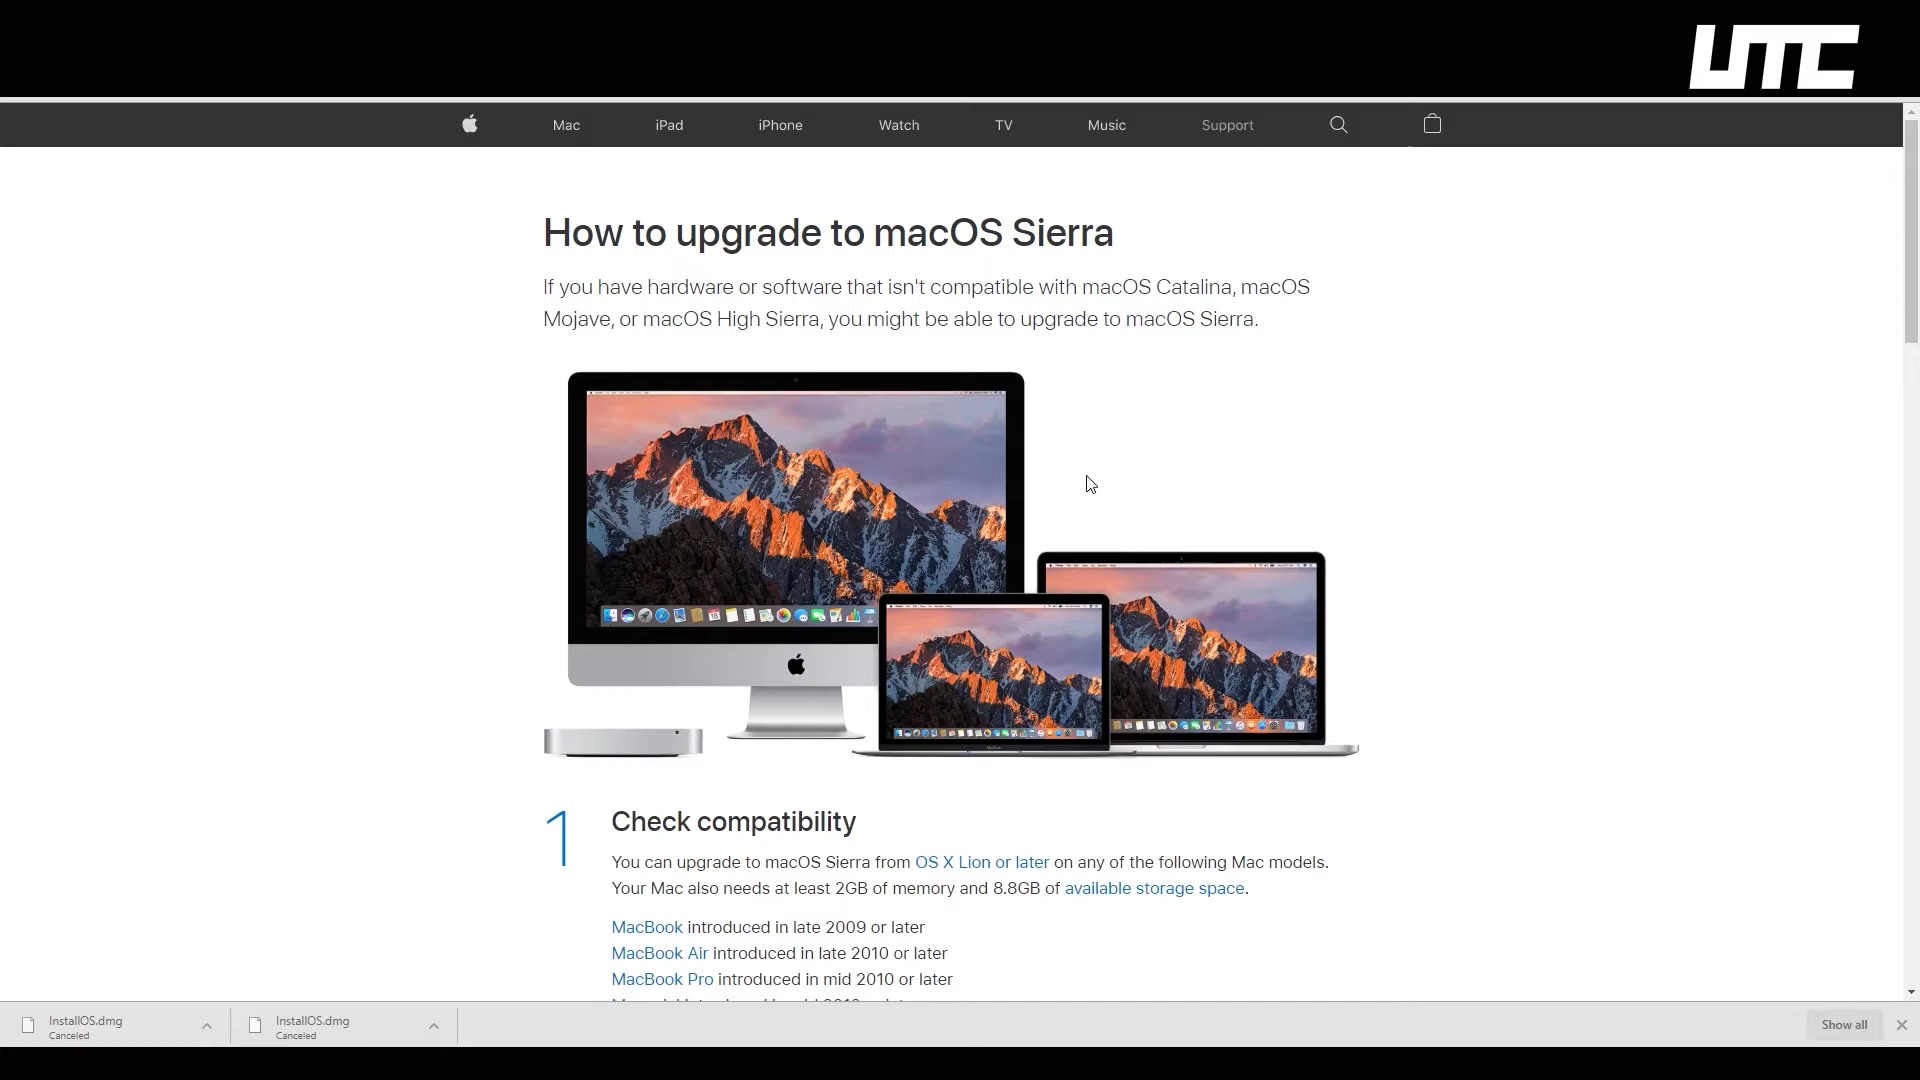 UTC
Mac iPad iPhone Watch TV Music Support
How to upgrade to macOS Sierra
If you have hardware or software that isn't compatible with macOS Catalina, macOS
Mojave, or macOS High Sierra, you might be able to upgrade to macOS Sierra.
1
Check compatibility
You can upgrade to macOS Sierra from OS X Lion or later on any of the following Mac models.
Your Mac also needs at least 2GB of memory and 8.8GB of available storage space.
MacBook introduced in late 2009 or later
MacBook Air introduced in late 2010 or later
MacBook Pro introduced in mid 2010 or later
InstallOS.dmg
Canceled
InstallOS.dmg
Canceled
Show all